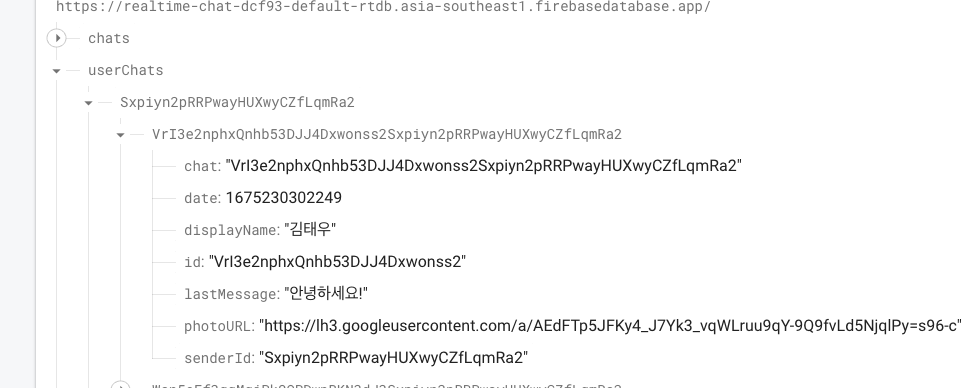 https://realtime-chat-dcf93-default-rtdb.asia-southeast1.firebasedatabase.app/
chats
userChats
Sxpiyn2pRRPwayHUXwyCZfLqmRa2
VrI3e2nphxQnhb53DJJ4Dxwonss2Sxpiyn2pRRPwayHUXwyCZfLqmRa2
chat: "VrI3e2nphxQnhb53DJJ4Dxwonss2Sxpiyn2pRRPwayHUXwyCZfLqmRa2"
date: 1675230302249
displayName: "김태우"
id: "VrI3e2nphxQnhb53DJJ4Dxwonss2"
lastMessage: "안녕하세요!"
photoURL: "https://lh3.googleusercontent.com/a/AEdFTp5JFKy4_J7Yk3_vqWLruu9qY-9Q9fvLd5NjqlPy=s96-c"
senderId: "Sxpiyn2pRRPwayHUXwyCZfLqmRa2"